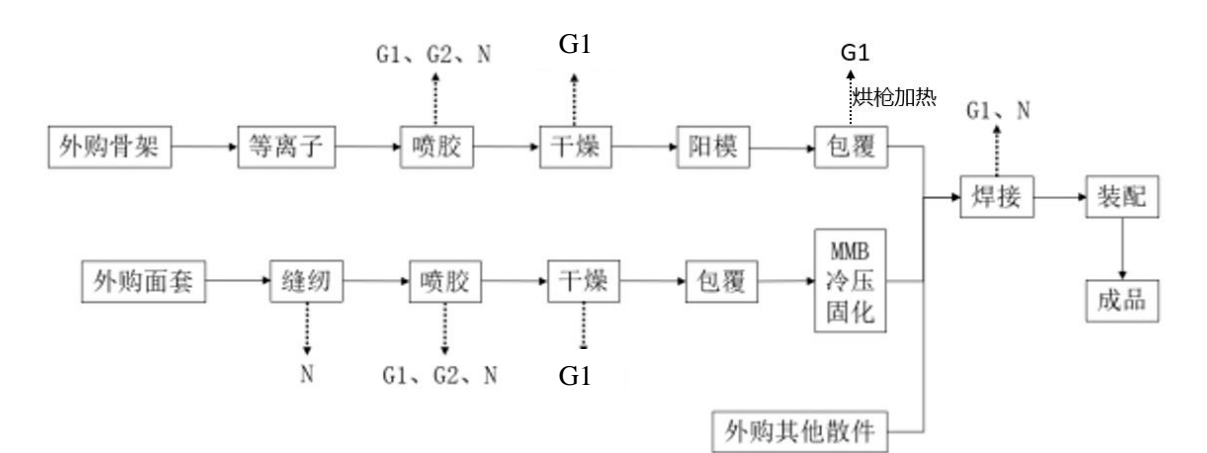 G1、G2、N
G1
G1
烘枪加热
G1、N
外购骨架
等离子
喷胶
干燥
阳模
包覆
焊接
装配
外购面套
缝纫
喷胶
干燥
包覆
MMB
冷压
固化
成品
N
G1、G2、N
G1
外购其他散件